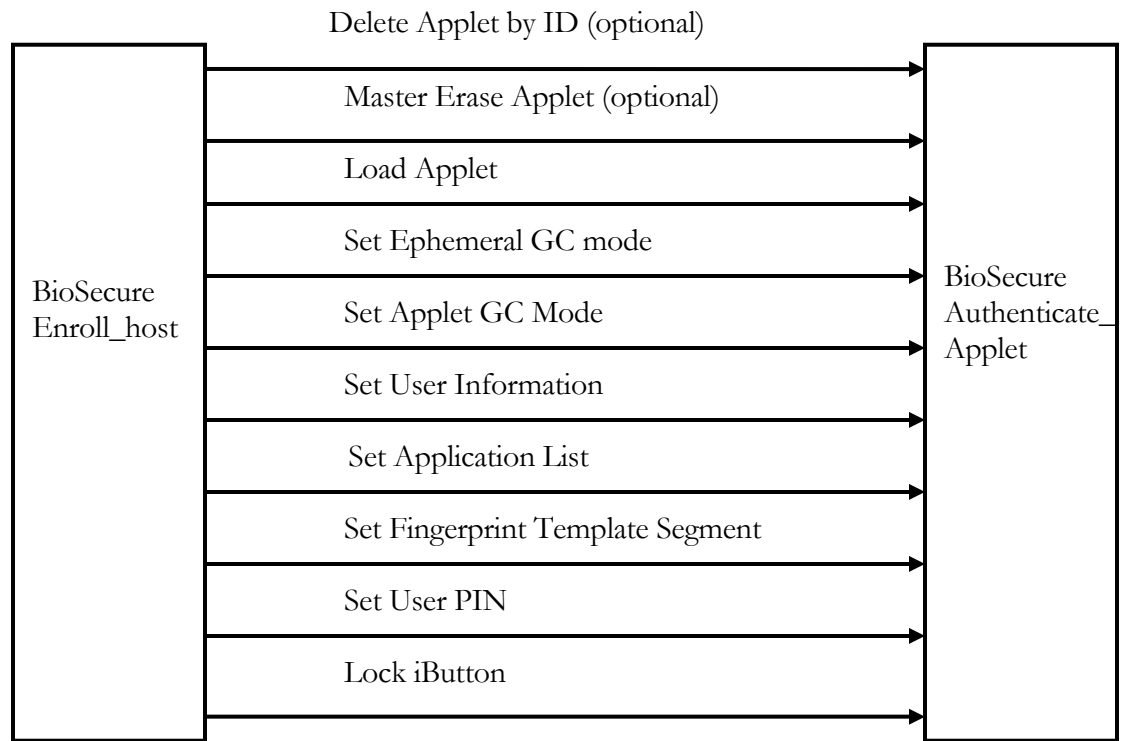 Delete Applet by ID (optional)
Master Erase Applet (optional)
Load Applet
Set Ephemeral GC mode
BioSecure
Enroll_host
Set Applet GC Mode
BioSecure
Authenticate_
Applet
Set User Information
Set Application List
Set Fingerprint Template Segment
Set User PIN
Lock iButton